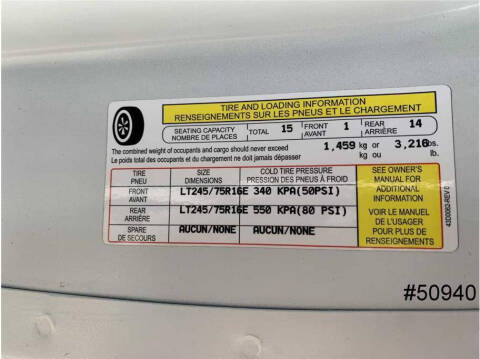 TIRE AND LOADING INFORMATION
RENSEIGNEMENTS SUR LES PNEUS ET LE CHARGEMENT
SEATING CAPACITY TOTAL 15 FRONT 1 REAR 14
NOMBRE DE PLACES AVANT ARRIÈRE
The combined weight of occupants and cargo should never exceed 1,459 kg or 3,216 lbs.
Le poids total des occupants et du chargement ne doit jamais dépasser kg ou lb.
TIRE SIZE COLD TIRE PRESSURE
PNEU DIMENSIONS PRESSION DES PNEUS À FROID
FRONT LT245/75R16E 340 KPA(50PSI)
AVANT
REAR LT245/75R16E 550 KPA(80 PSI)
ARRIÈRE
SPARE AUCUN/NONE AUCUN/NONE
DE SECOURS
SEE OWNER'S
MANUAL FOR
ADDITIONAL
INFORMATION
VOIR LE MANUEL
DE L'USAGER
POUR PLUS DE
RENSEIGNEMENTS
#50940